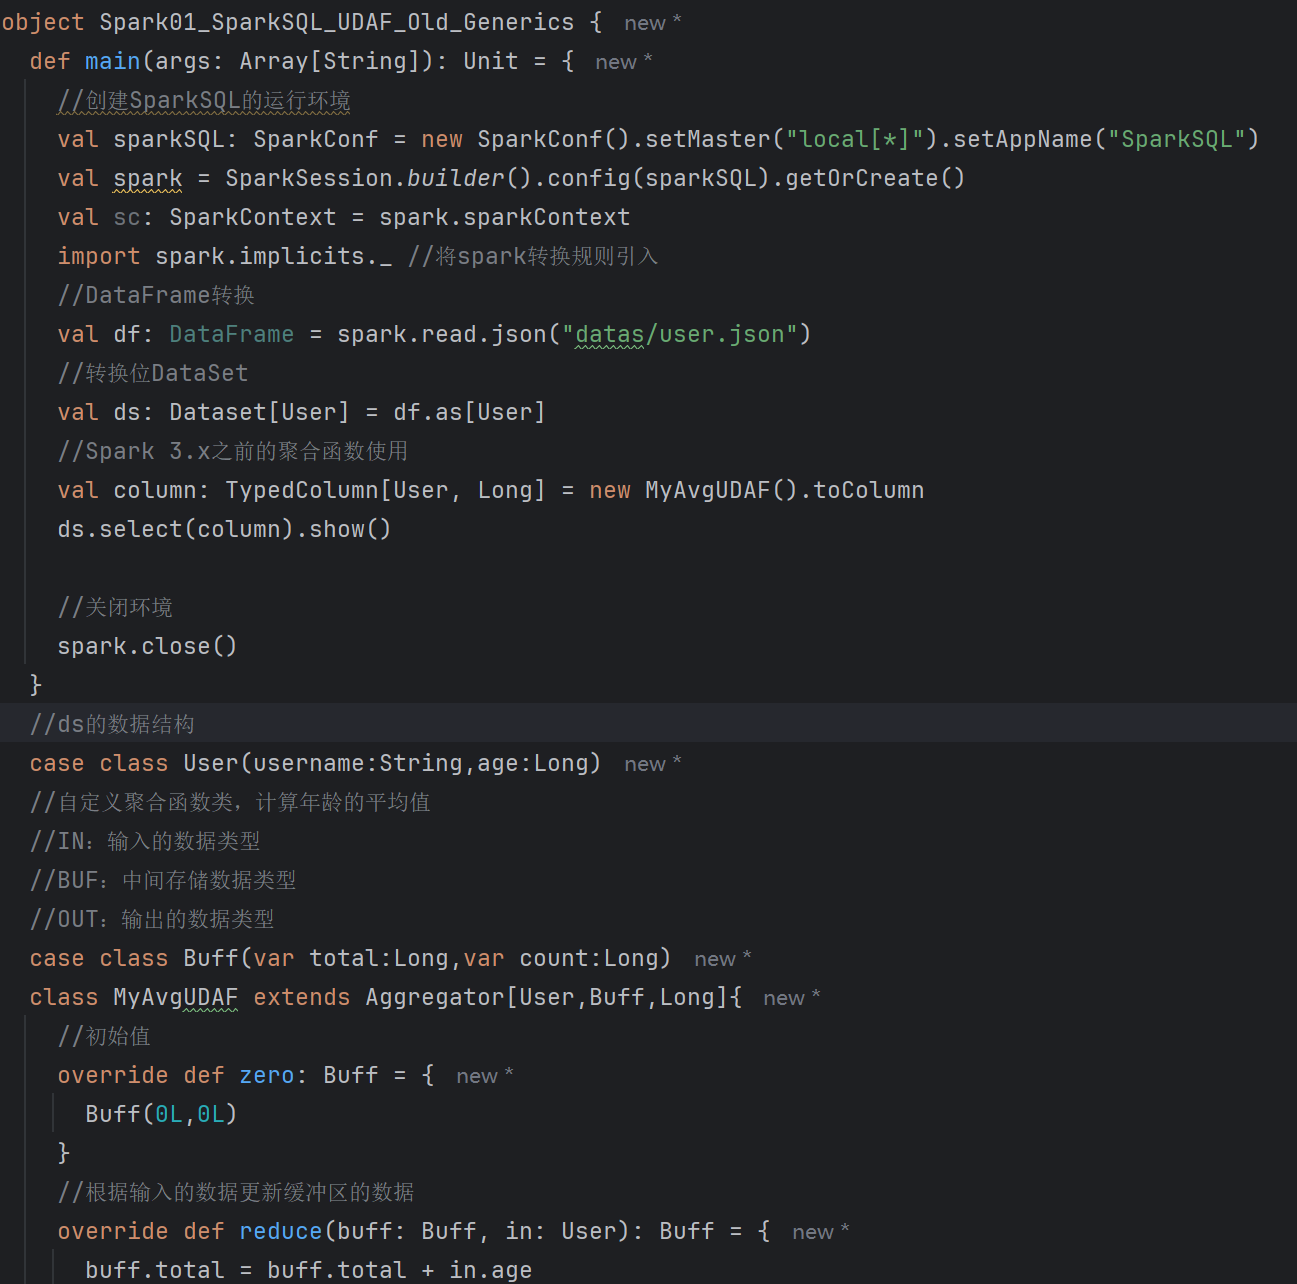 object Spark01_SparkSQL_UDAF_Old_Generics { new *
def main(args: Array[String]): Unit = { new *
//创建SparkSQL的运行环境
val sparkSQL: SparkConf = new SparkConf().setMaster("local[*]").setAppName("SparkSQL")
val spark = SparkSession.builder().config(sparkSQL).getOrCreate()
val sc: SparkContext = spark.sparkContext
import spark.implicits._ //将spark转换规则引入
//DataFrame转换
val df: DataFrame = spark.read.json("datas/user.json")
//转换位DataSet
val ds: Dataset[User] = df.as[User]
//Spark 3.x之前的聚合函数使用
val column: TypedColumn[User, Long] = new MyAvgUDAF().toColumn
ds.select(column).show()
//关闭环境
spark.close()
}
//ds的数据结构
case class User(username:String,age:Long) new *
//自定义聚合函数类，计算年龄的平均值
//IN：输入的数据类型
//BUF：中间存储数据类型
//OUT：输出的数据类型
case class Buff(var total:Long,var count:Long) new *
class MyAvgUDAF extends Aggregator[User,Buff,Long]{ new *
//初始值
override def zero: Buff = { new *
Buff(0L,0L)
}
//根据输入的数据更新缓冲区的数据
override def reduce(buff: Buff, in: User): Buff = { new *
buff.total = buff.total + in.age